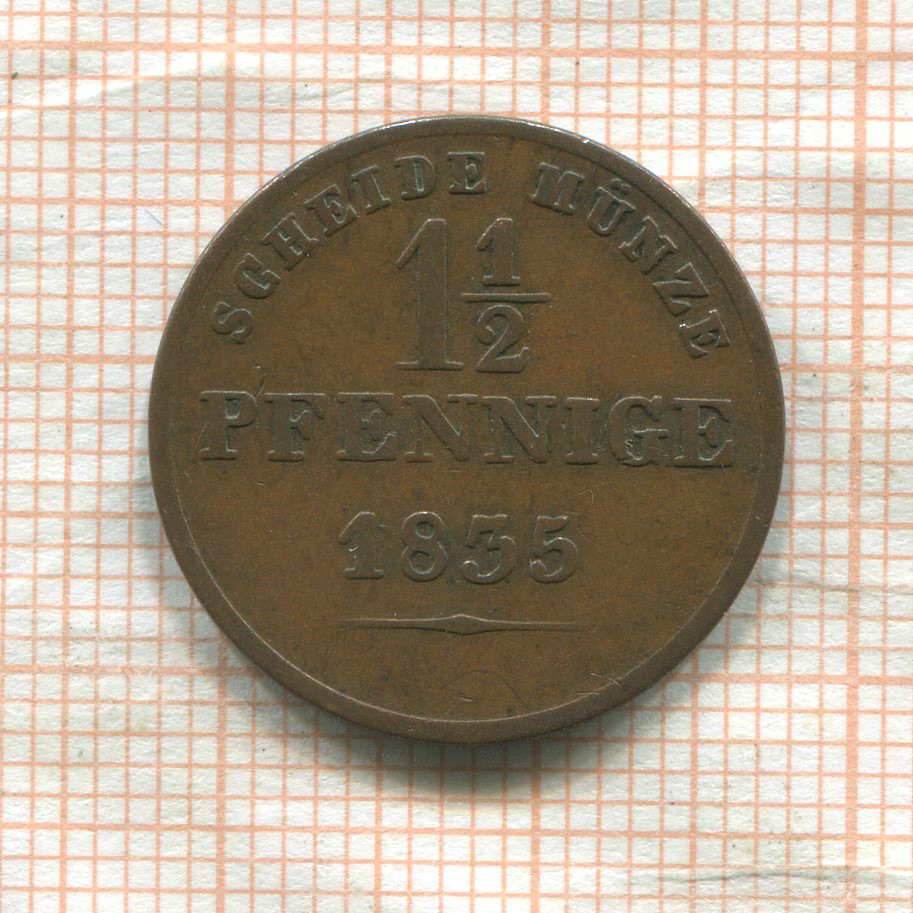 SCHEIDE MÜNZE
1 1/2
PFENNIGE
1835